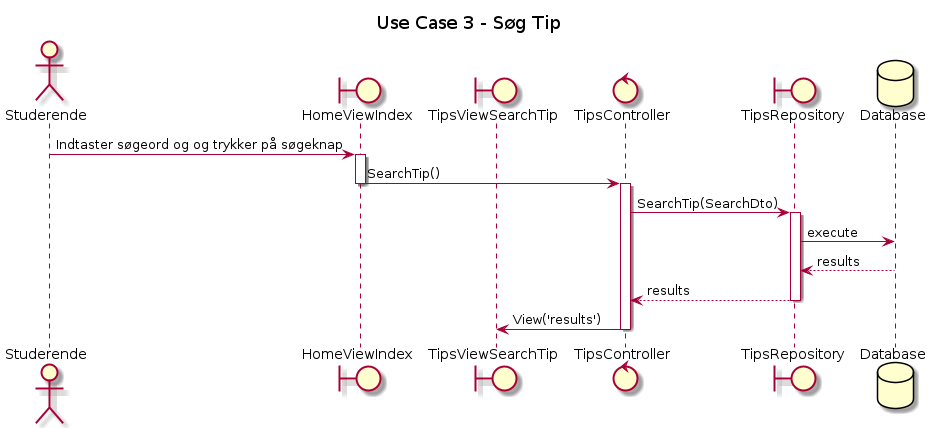 Use Case 3 - Søg Tip
Studerende
HomeViewIndex
TipsViewSearchTip
TipsController
TipsRepository
Database
Indtaster søgeord og og trykker på søgeknap
SearchTip()
SearchTip(SearchDto)
execute
results
results
View('results')
Studerende
HomeViewIndex
TipsViewSearchTip
TipsController
TipsRepository
Database